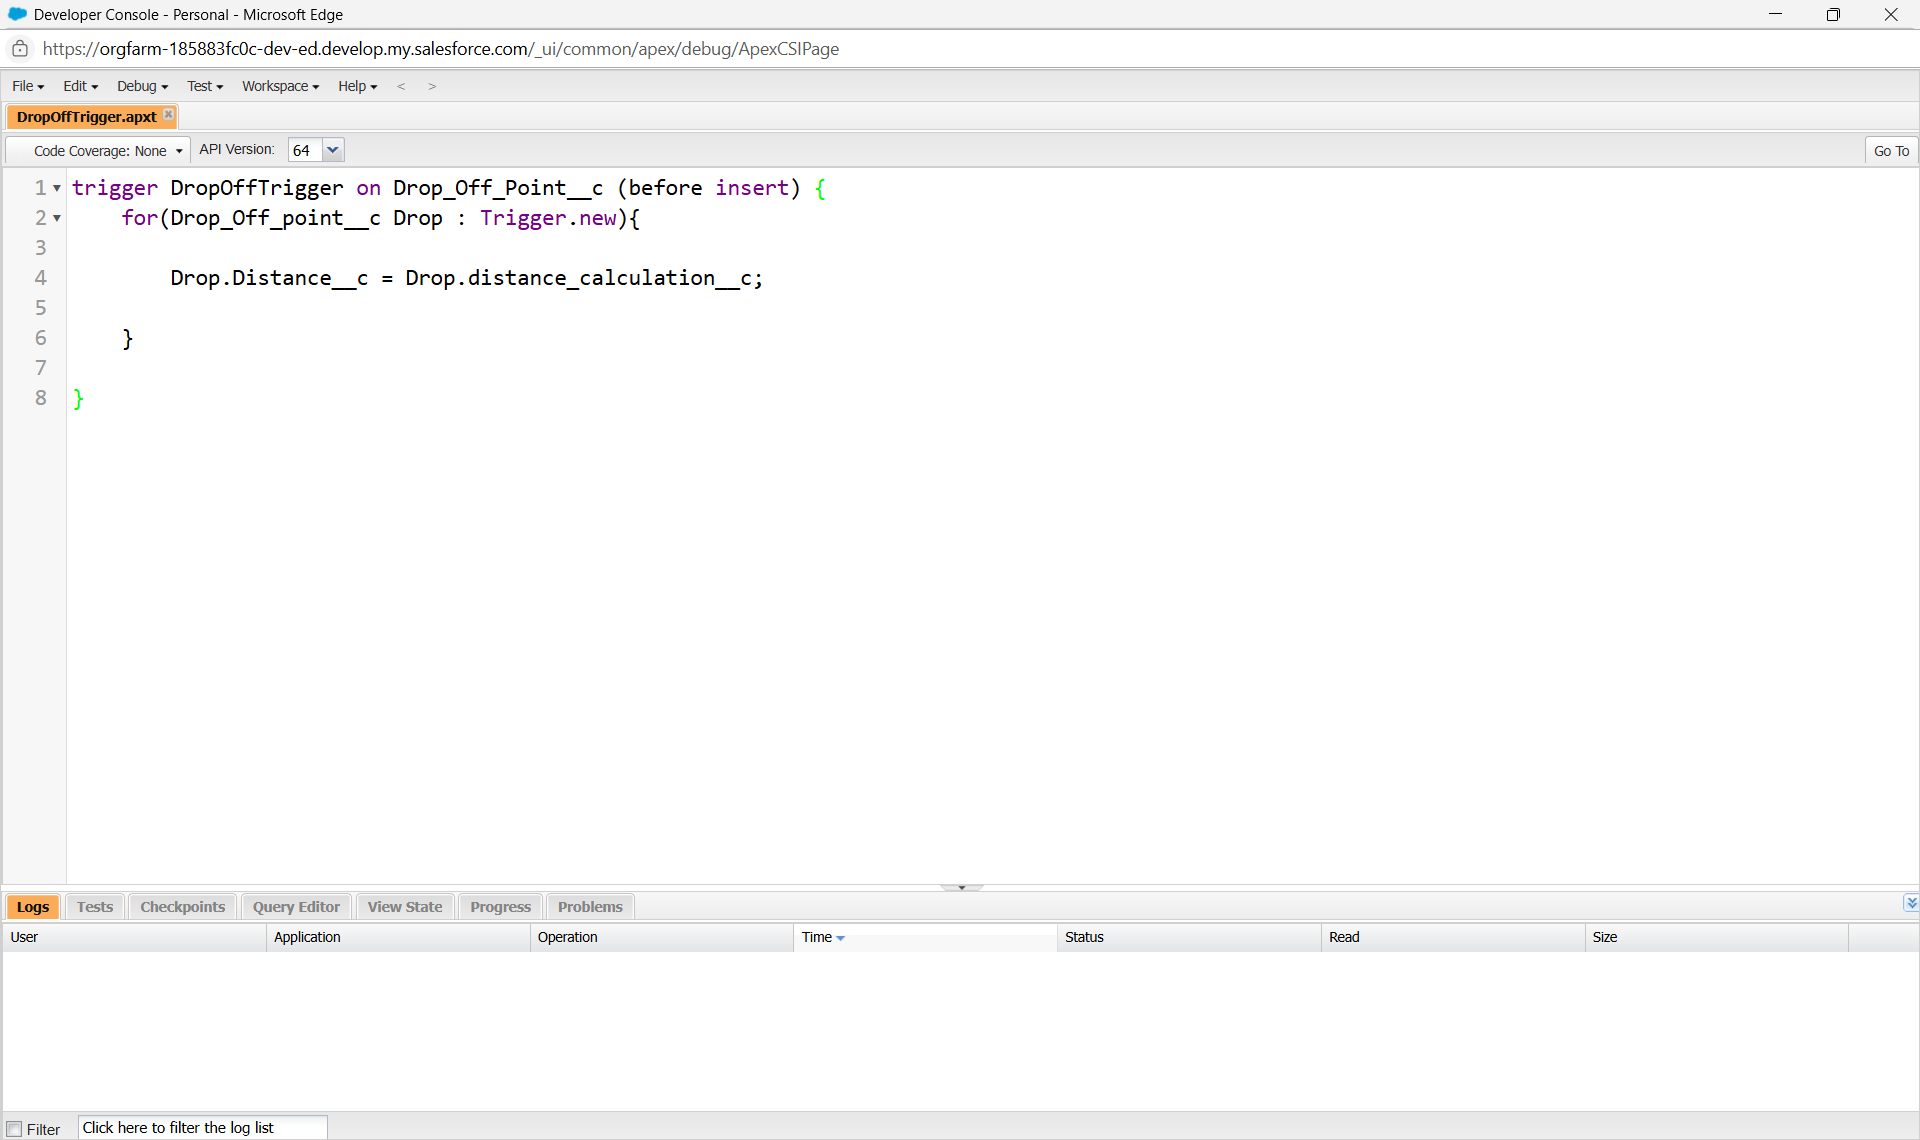 Developer Console - Personal - Microsoft Edge
https://orgfarm-185883fc0c-dev-ed.develop.my.salesforce.com/_ui/common/apex/debug/ApexCSIPage
File Edit Debug Test Workspace Help < >
DropOffTrigger.apxt
Code Coverage: None API Version: 64 Go To
1 trigger DropOffTrigger on Drop_Off_Point__c (before insert) {
2 for(Drop_Off_point__c Drop : Trigger.new){
3
4 Drop.Distance__c = Drop.distance_calculation__c;
5
6 }
7
8 }
Logs Tests Checkpoints Query Editor View State Progress Problems
User Application Operation Time Status Read Size
Filter Click here to filter the log list